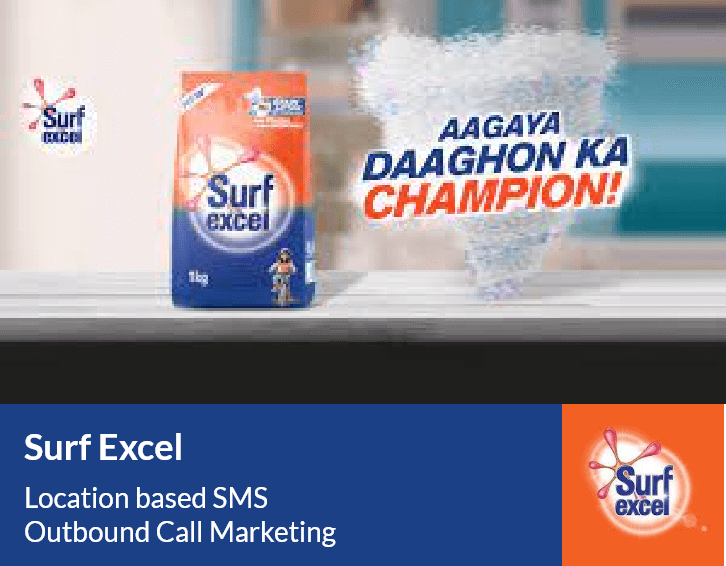 Surf
excel
NEW
Surf
excel
1kg
AAGAYA
DAAGHON KA
CHAMPION!
Surf Excel
Location based SMS
Outbound Call Marketing
Surf
excel